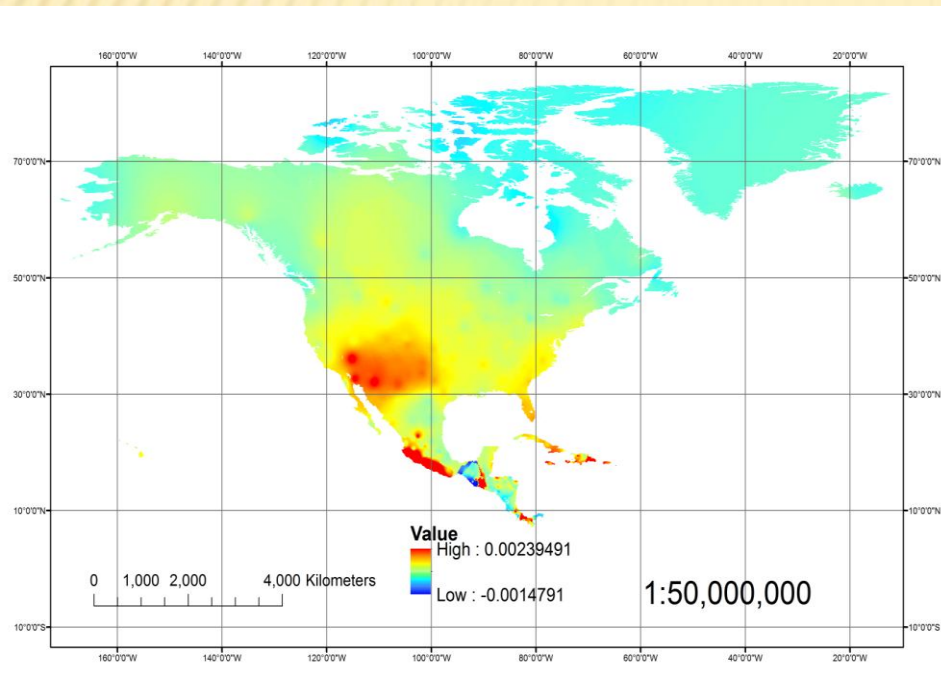 160°0'0"W 140°0'0"W 120°0'0"W 100°0'0"W 80°0'0"W 60°0'0"W 40°0'0"W 20°0'0"W
70°0'0"N 70°0'0"N
50°0'0"N 50°0'0"N
30°0'0"N 30°0'0"N
10°0'0"N 10°0'0"N
Value
High : 0.00239491
Low : -0.0014791
0 1,000 2,000 4,000 Kilometers
1:50,000,000
10°0'0"S 10°0'0"S
160°0'0"W 140°0'0"W 120°0'0"W 100°0'0"W 80°0'0"W 60°0'0"W 40°0'0"W 20°0'0"W